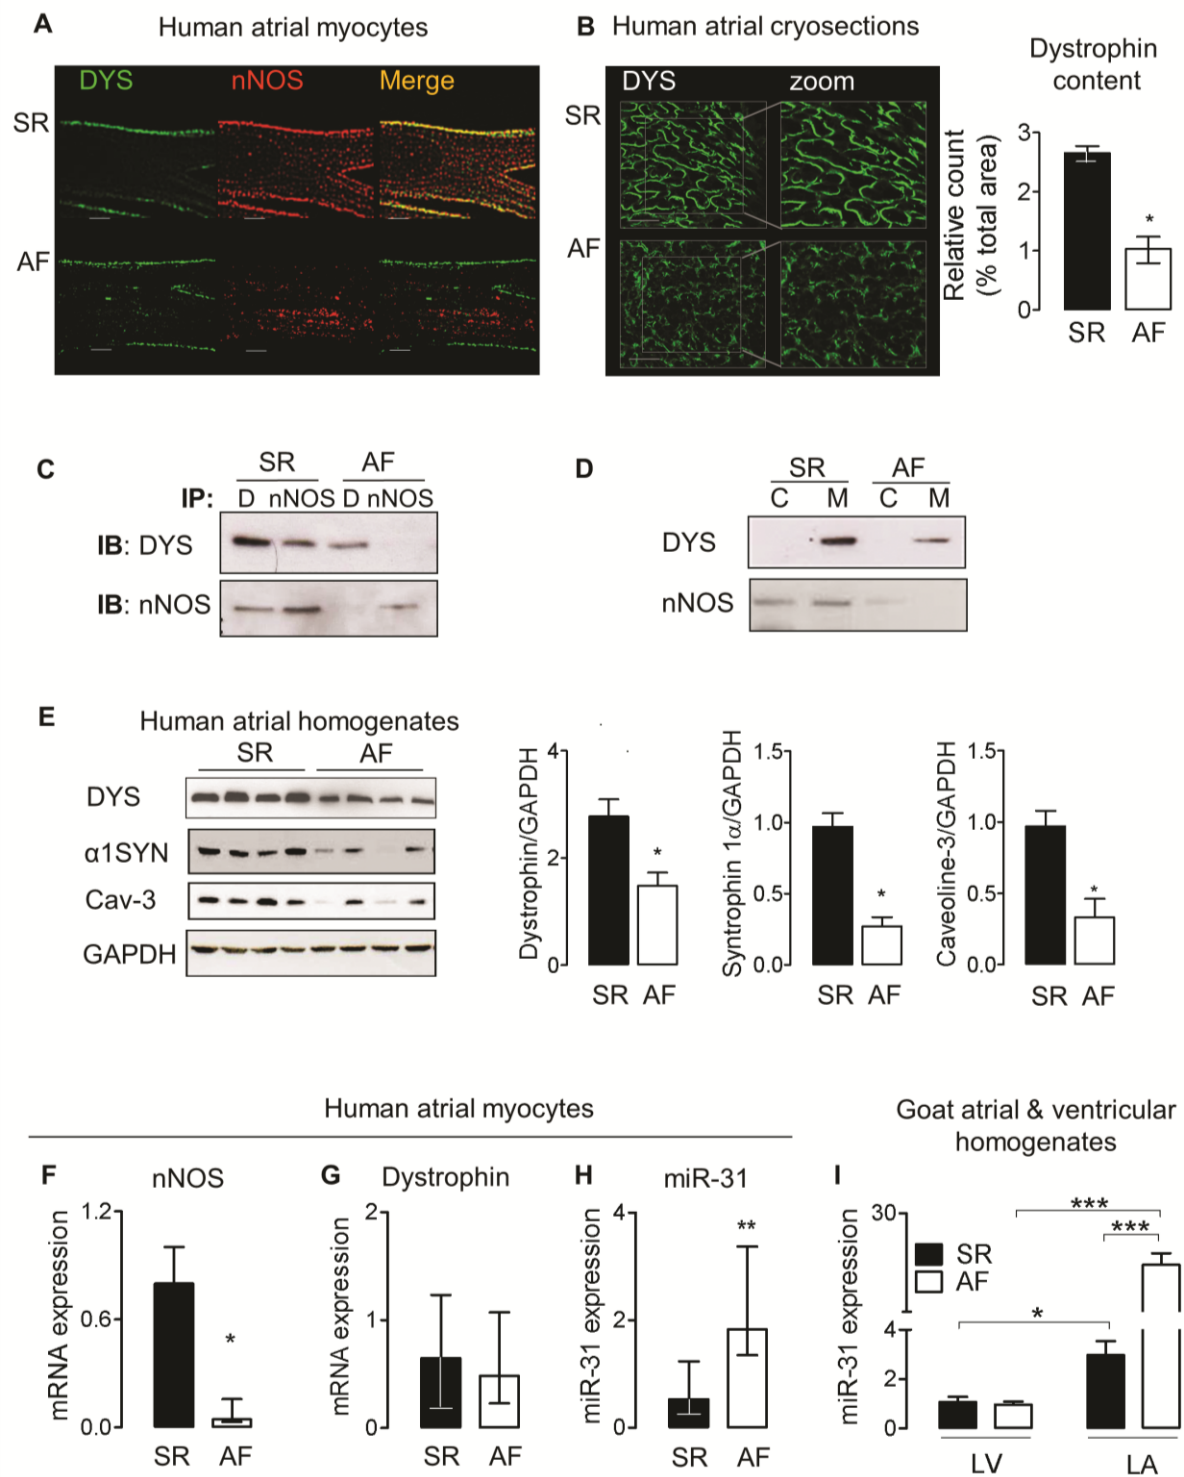 A
Human atrial myocytes
DYS nNOS Merge
SR
AF
B Human atrial cryosections
DYS zoom
SR
AF
Dystrophin
content
Relative count
(% total area)
3
2
1
0
SR AF
*
C
SR AF
IP: D nNOS D nNOS
IB: DYS
IB: nNOS
D
SR AF
C M C M
DYS
nNOS
E
Human atrial homogenates
SR AF
DYS
α1SYN
Cav-3
GAPDH
Dystrophin/GAPDH
4
2
0
*
SR AF
Syntrophin 1α/GAPDH
1.5
1.0
0.5
0.0
*
SR AF
Caveoline-3/GAPDH
1.5
1.0
0.5
0.0
*
SR AF
Human atrial myocytes
F nNOS
mRNA expression
1.2
0.6
0.0
*
SR AF
G Dystrophin
mRNA expression
2
1
0
SR AF
H miR-31
miR-31 expression
4
2
0
**
SR AF
Goat atrial & ventricular
homogenates
I
miR-31 expression
30
4
2
0
SR
AF
***
***
*
LV LA